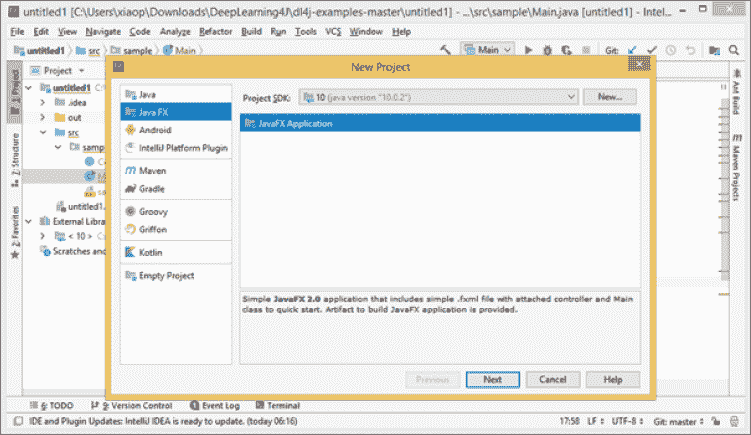 untitled1 [C:\Users\xiaop\Downloads\DeepLearning4J\dl4j-examples-master\untitled1] - ...\src\sample\Main.java [untitled1] - Intel
File Edit View Navigate Code Analyze Refactor Build Run Tools VCS Window Help
untitled1 src sample Main
Main
Git:
New Project
1: Project
Z: Structure
2: Favorites
Project
untitled1
.idea
out
src
samp
untitled1.
External Libra
< 10 >
Scratches and
Java
Java FX
Android
IntelliJ Platform Plugin
Maven
Gradle
Groovy
Griffon
Kotlin
Empty Project
Project SDK: 10 (java version "10.0.2") New...
JavaFX Application
Simple JavaFX 2.0 application that includes simple .fxml file with attached controller and Main
class to quick start. Artifact to build JavaFX application is provided.
Previous Next Cancel Help
Ant Build
Maven Projects
6: TODO 9: Version Control Event Log Terminal
IDE and Plugin Updates: IntelliJ IDEA is ready to update. (today 06:16) 17:58 LF UTF-8 Git: master